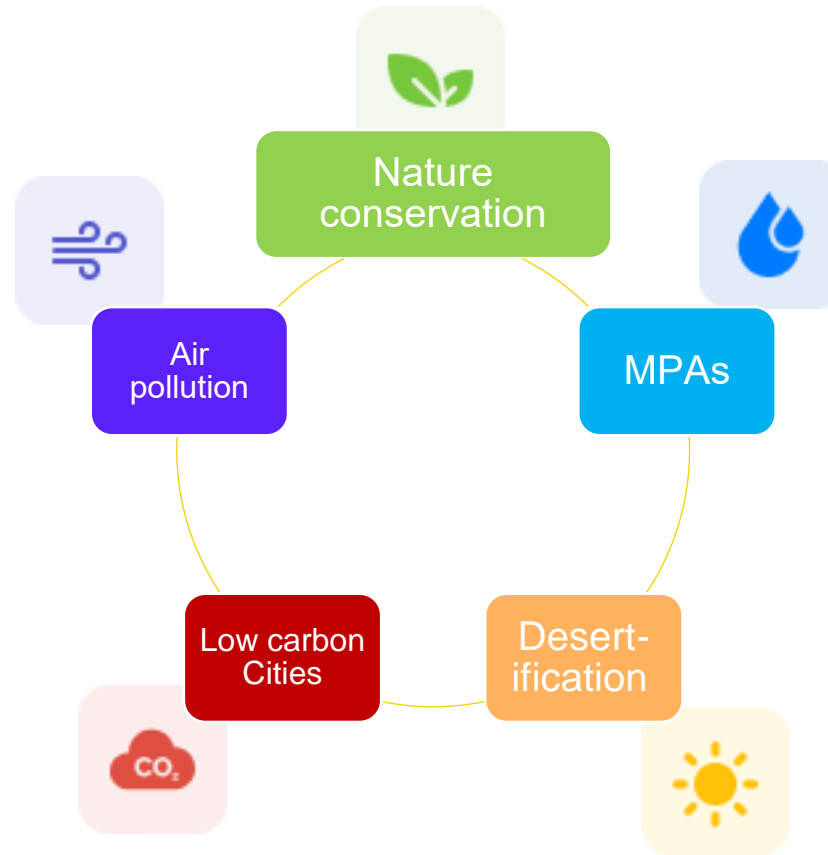 Nature
conservation
Air
pollution
MPAs
Low carbon
Cities
Desert-
ification
CO₂